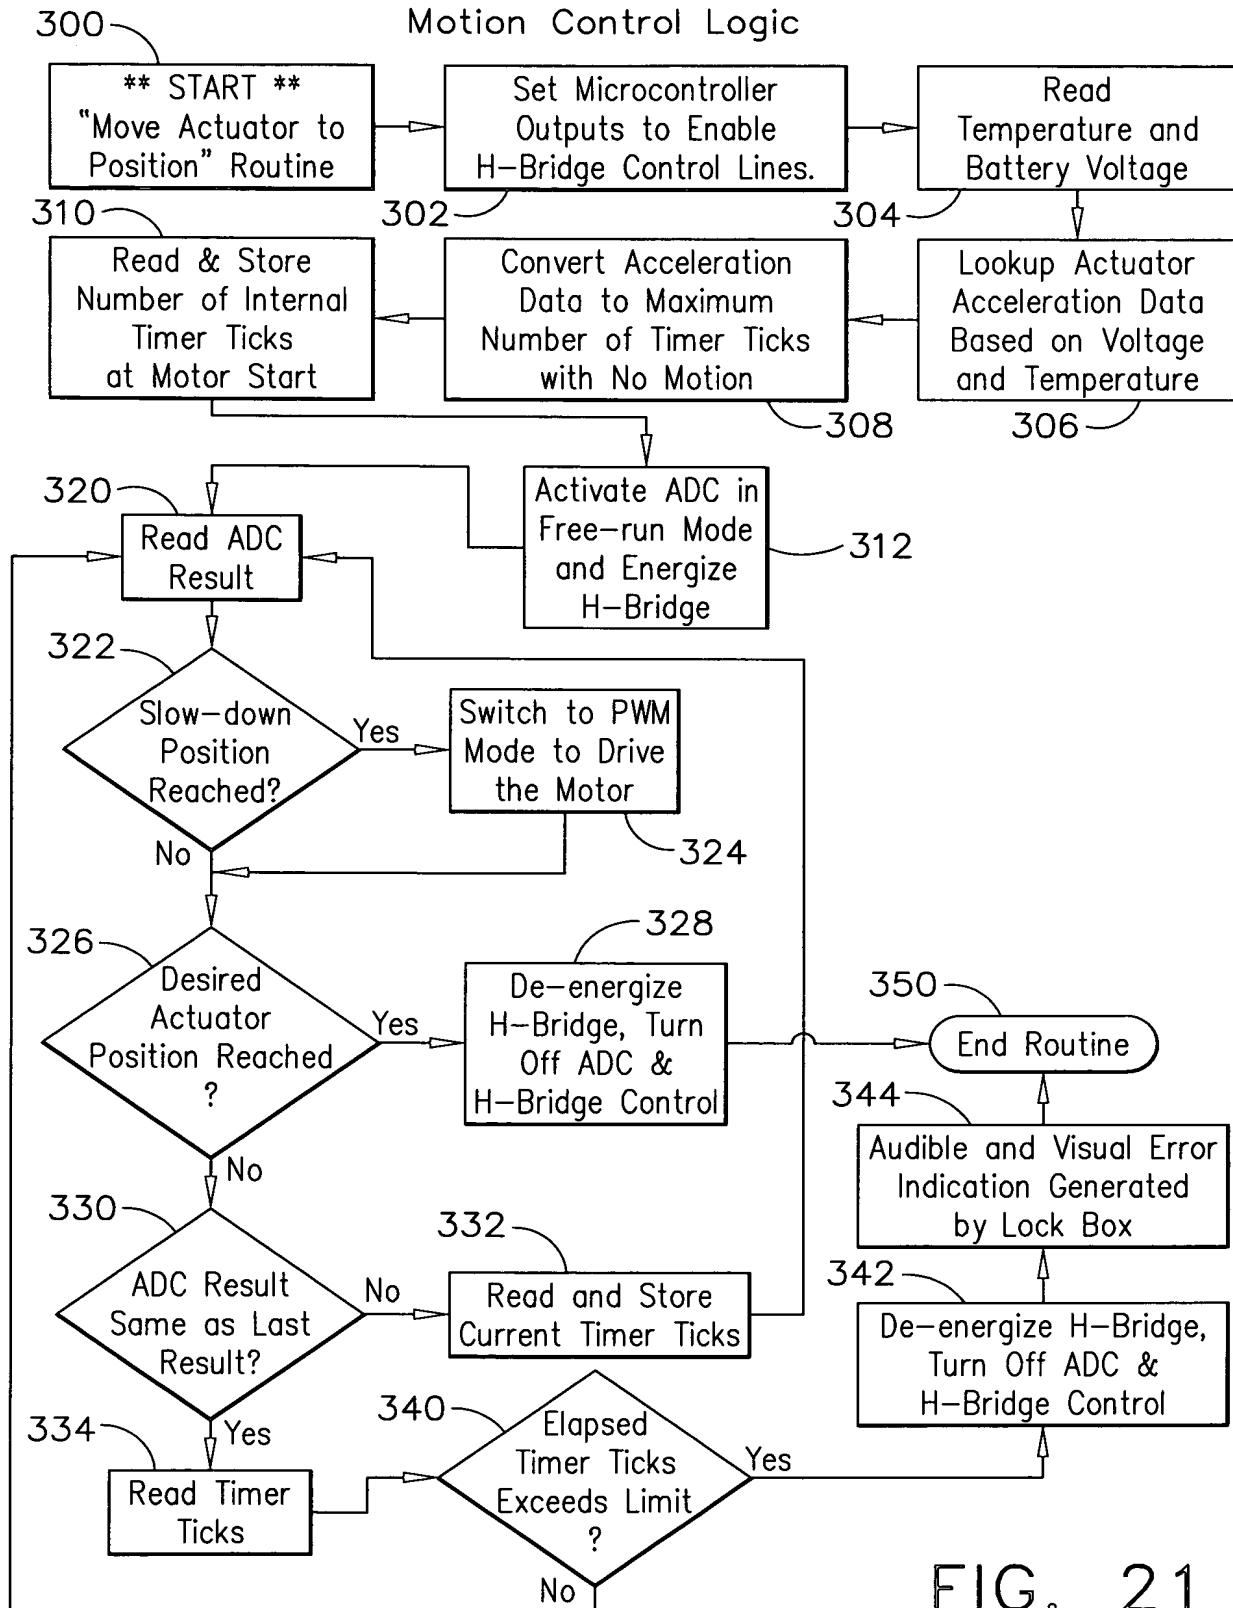 Motion Control Logic
300
** START **
"Move Actuator to
Position" Routine
Set Microcontroller
Outputs to Enable
H-Bridge Control Lines.
302
Read
Temperature and
Battery Voltage
304
Lookup Actuator
Acceleration Data
Based on Voltage
and Temperature
306
Convert Acceleration
Data to Maximum
Number of Timer Ticks
with No Motion
308
310
Read & Store
Number of Internal
Timer Ticks
at Motor Start
Activate ADC in
Free-run Mode
and Energize
H-Bridge
312
320
Read ADC
Result
322
Slow-down
Position
Reached?
Yes
Switch to PWM
Mode to Drive
the Motor
324
No
326
Desired
Actuator
Position Reached
?
Yes
328
De-energize
H-Bridge, Turn
Off ADC &
H-Bridge Control
350
End Routine
No
330
ADC Result
Same as Last
Result?
No
332
Read and Store
Current Timer Ticks
Yes
334
Read Timer
Ticks
340
Elapsed
Timer Ticks
Exceeds Limit
?
Yes
No
342
De-energize H-Bridge,
Turn Off ADC &
H-Bridge Control
344
Audible and Visual Error
Indication Generated
by Lock Box
FIG. 21